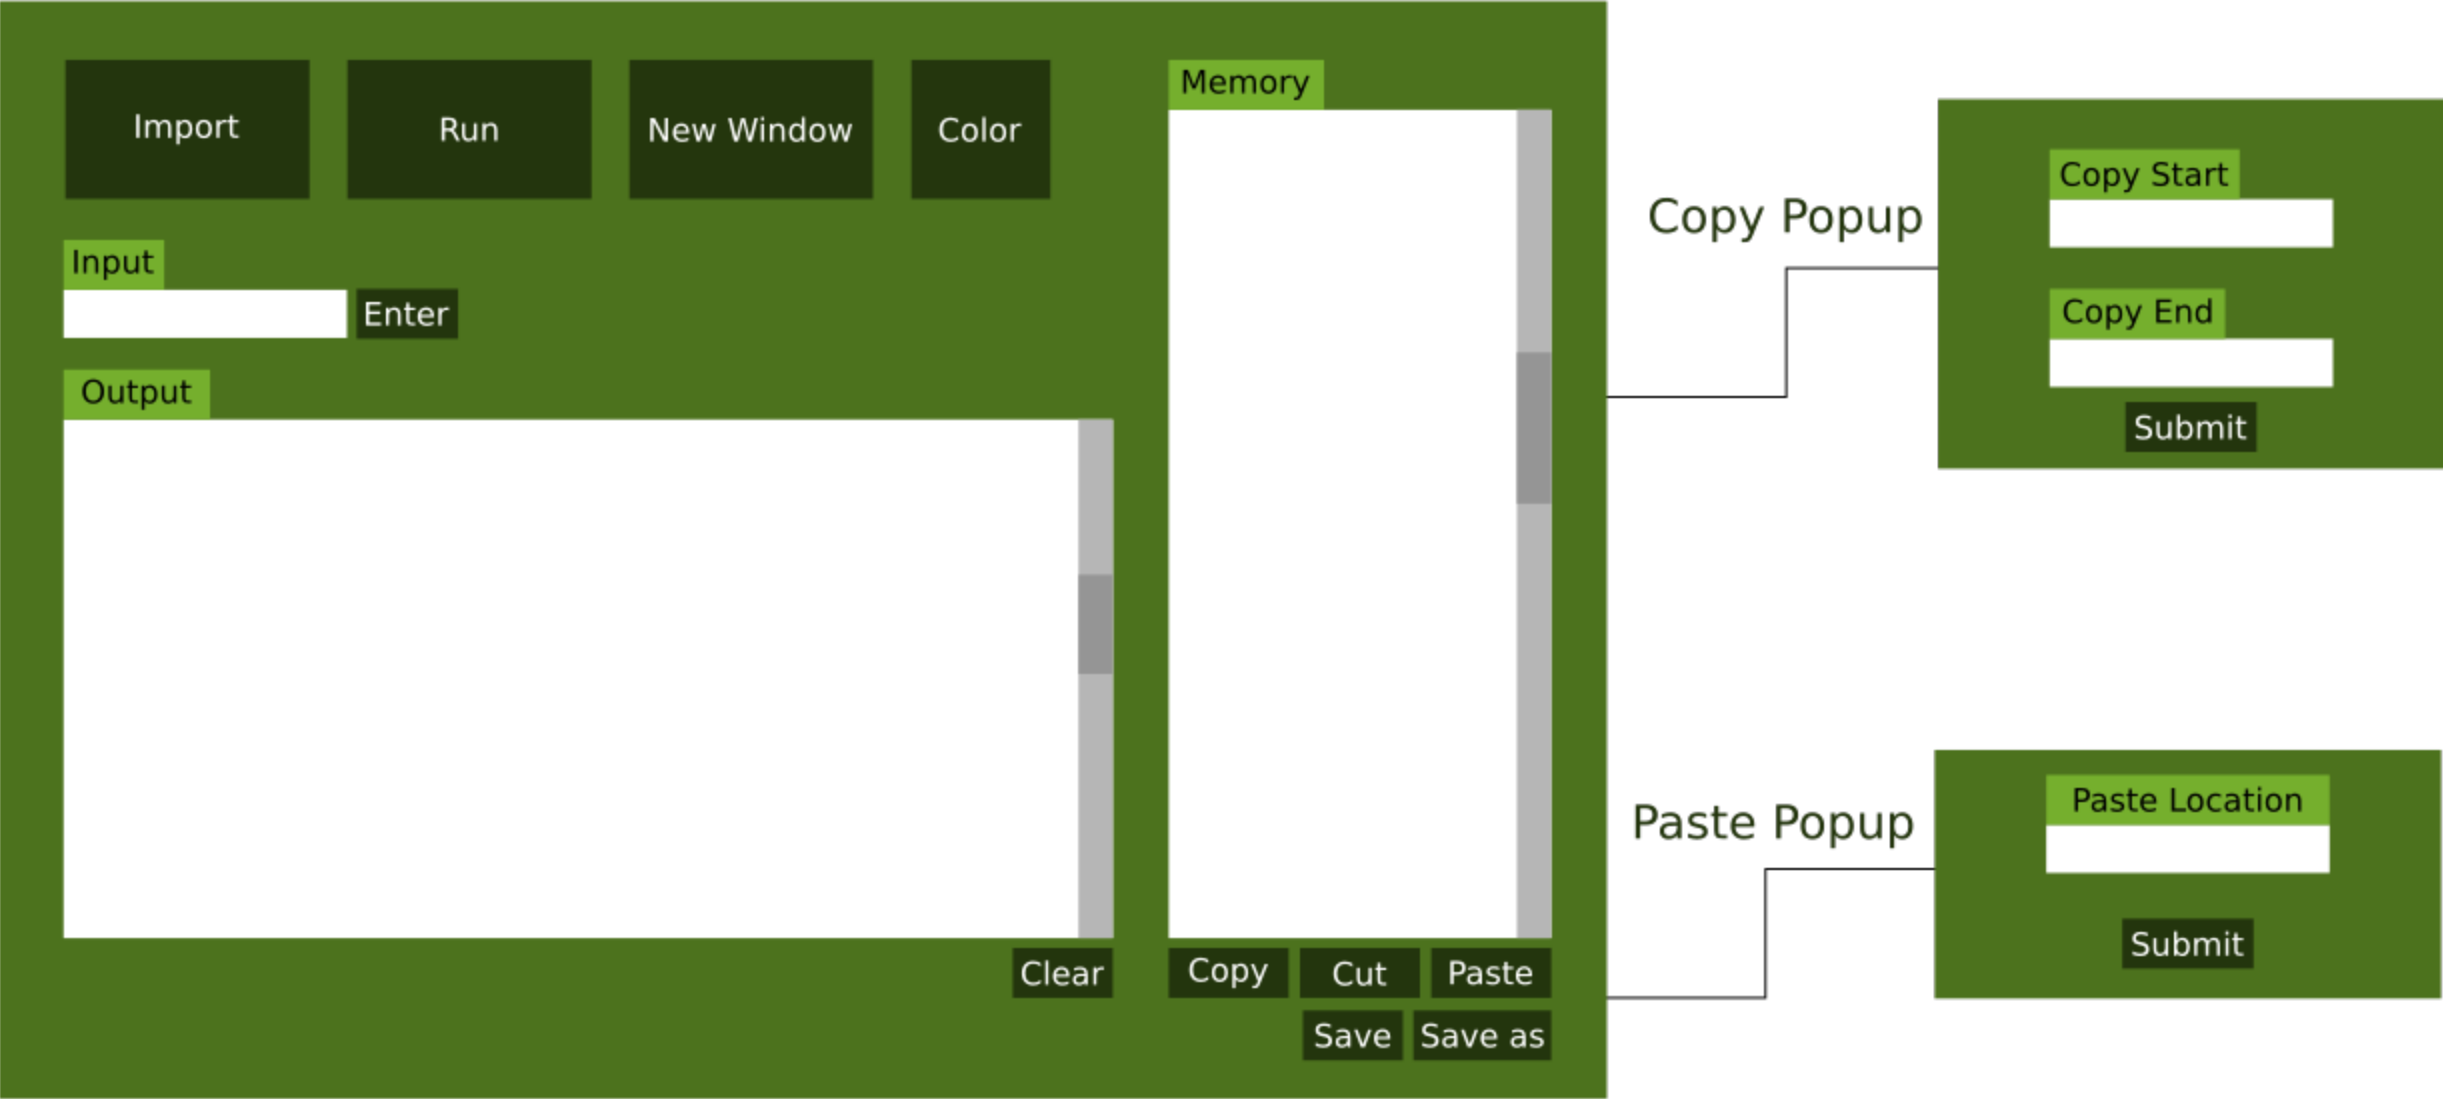 Import
Run
New Window
Color
Input
Enter
Output
Clear
Memory
Copy
Cut
Paste
Save
Save as
Copy Popup
Copy Start
Copy End
Submit
Paste Popup
Paste Location
Submit